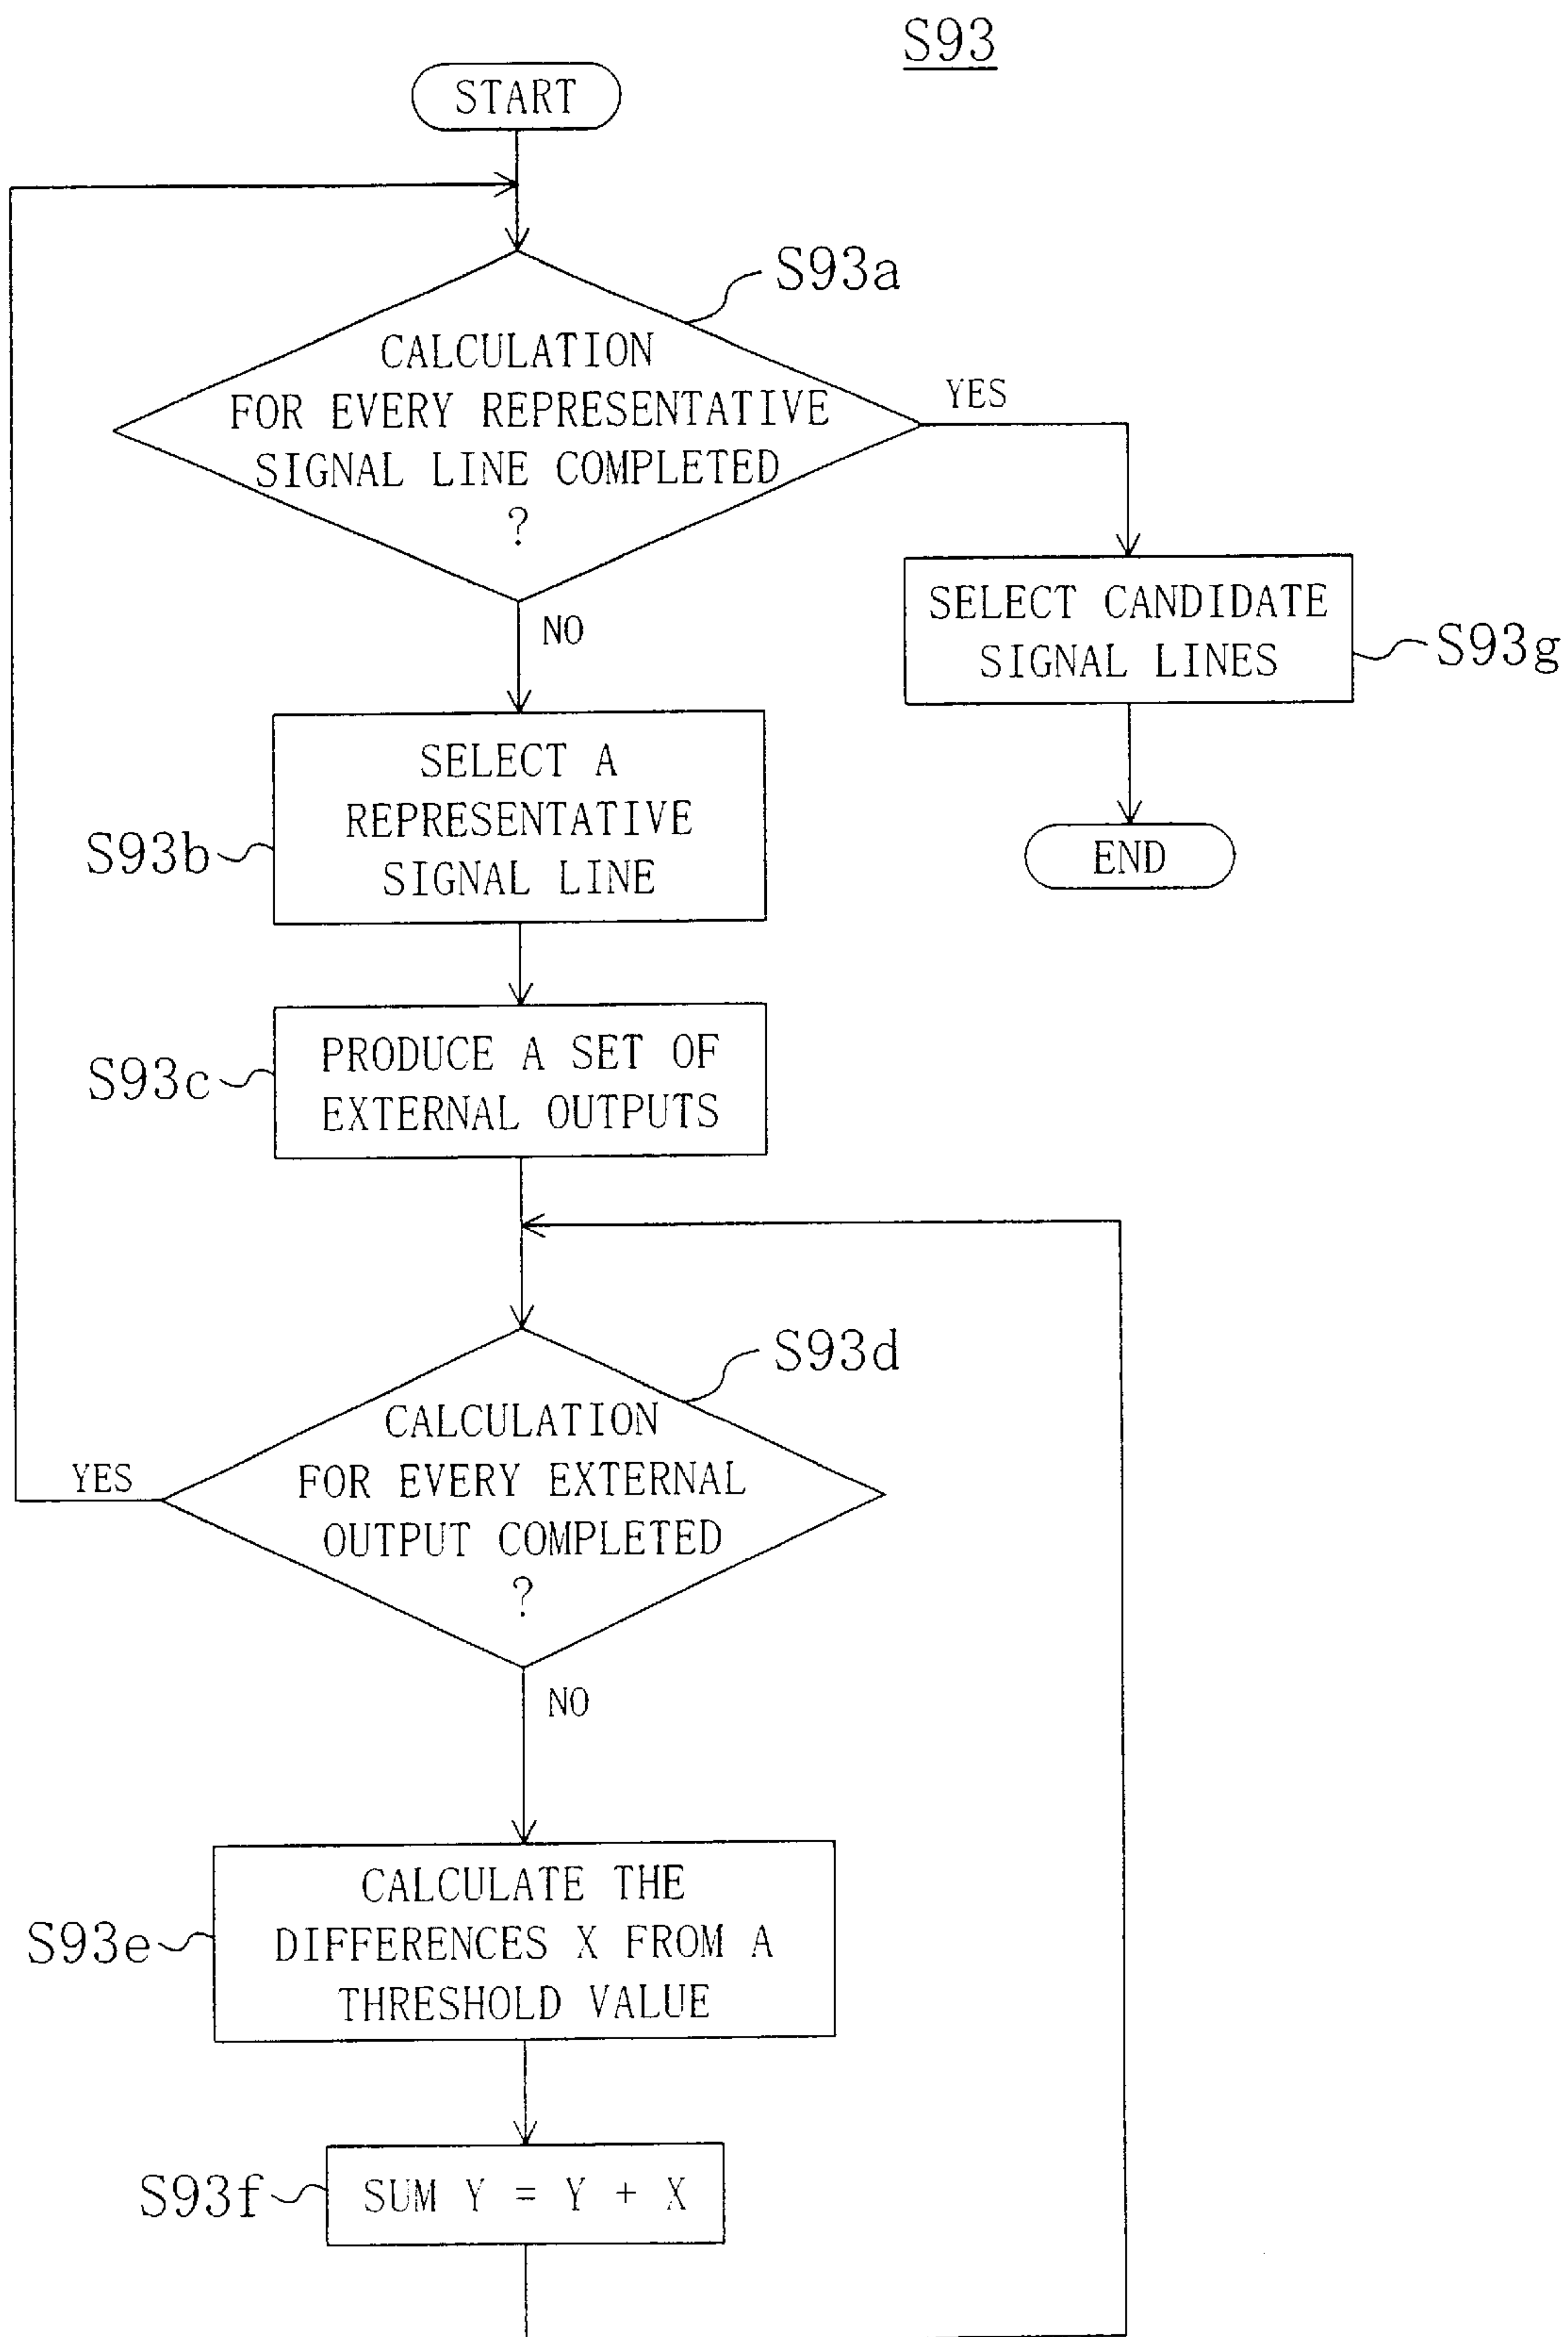 S93
START
S93a
CALCULATION
FOR EVERY REPRESENTATIVE
SIGNAL LINE COMPLETED
?
YES
NO
SELECT CANDIDATE
SIGNAL LINES
S93g
END
SELECT A
REPRESENTATIVE
SIGNAL LINE
S93b
PRODUCE A SET OF
EXTERNAL OUTPUTS
S93c
S93d
CALCULATION
FOR EVERY EXTERNAL
OUTPUT COMPLETED
?
YES
NO
CALCULATE THE
DIFFERENCES X FROM A
THRESHOLD VALUE
S93e
S93f
SUM Y = Y + X